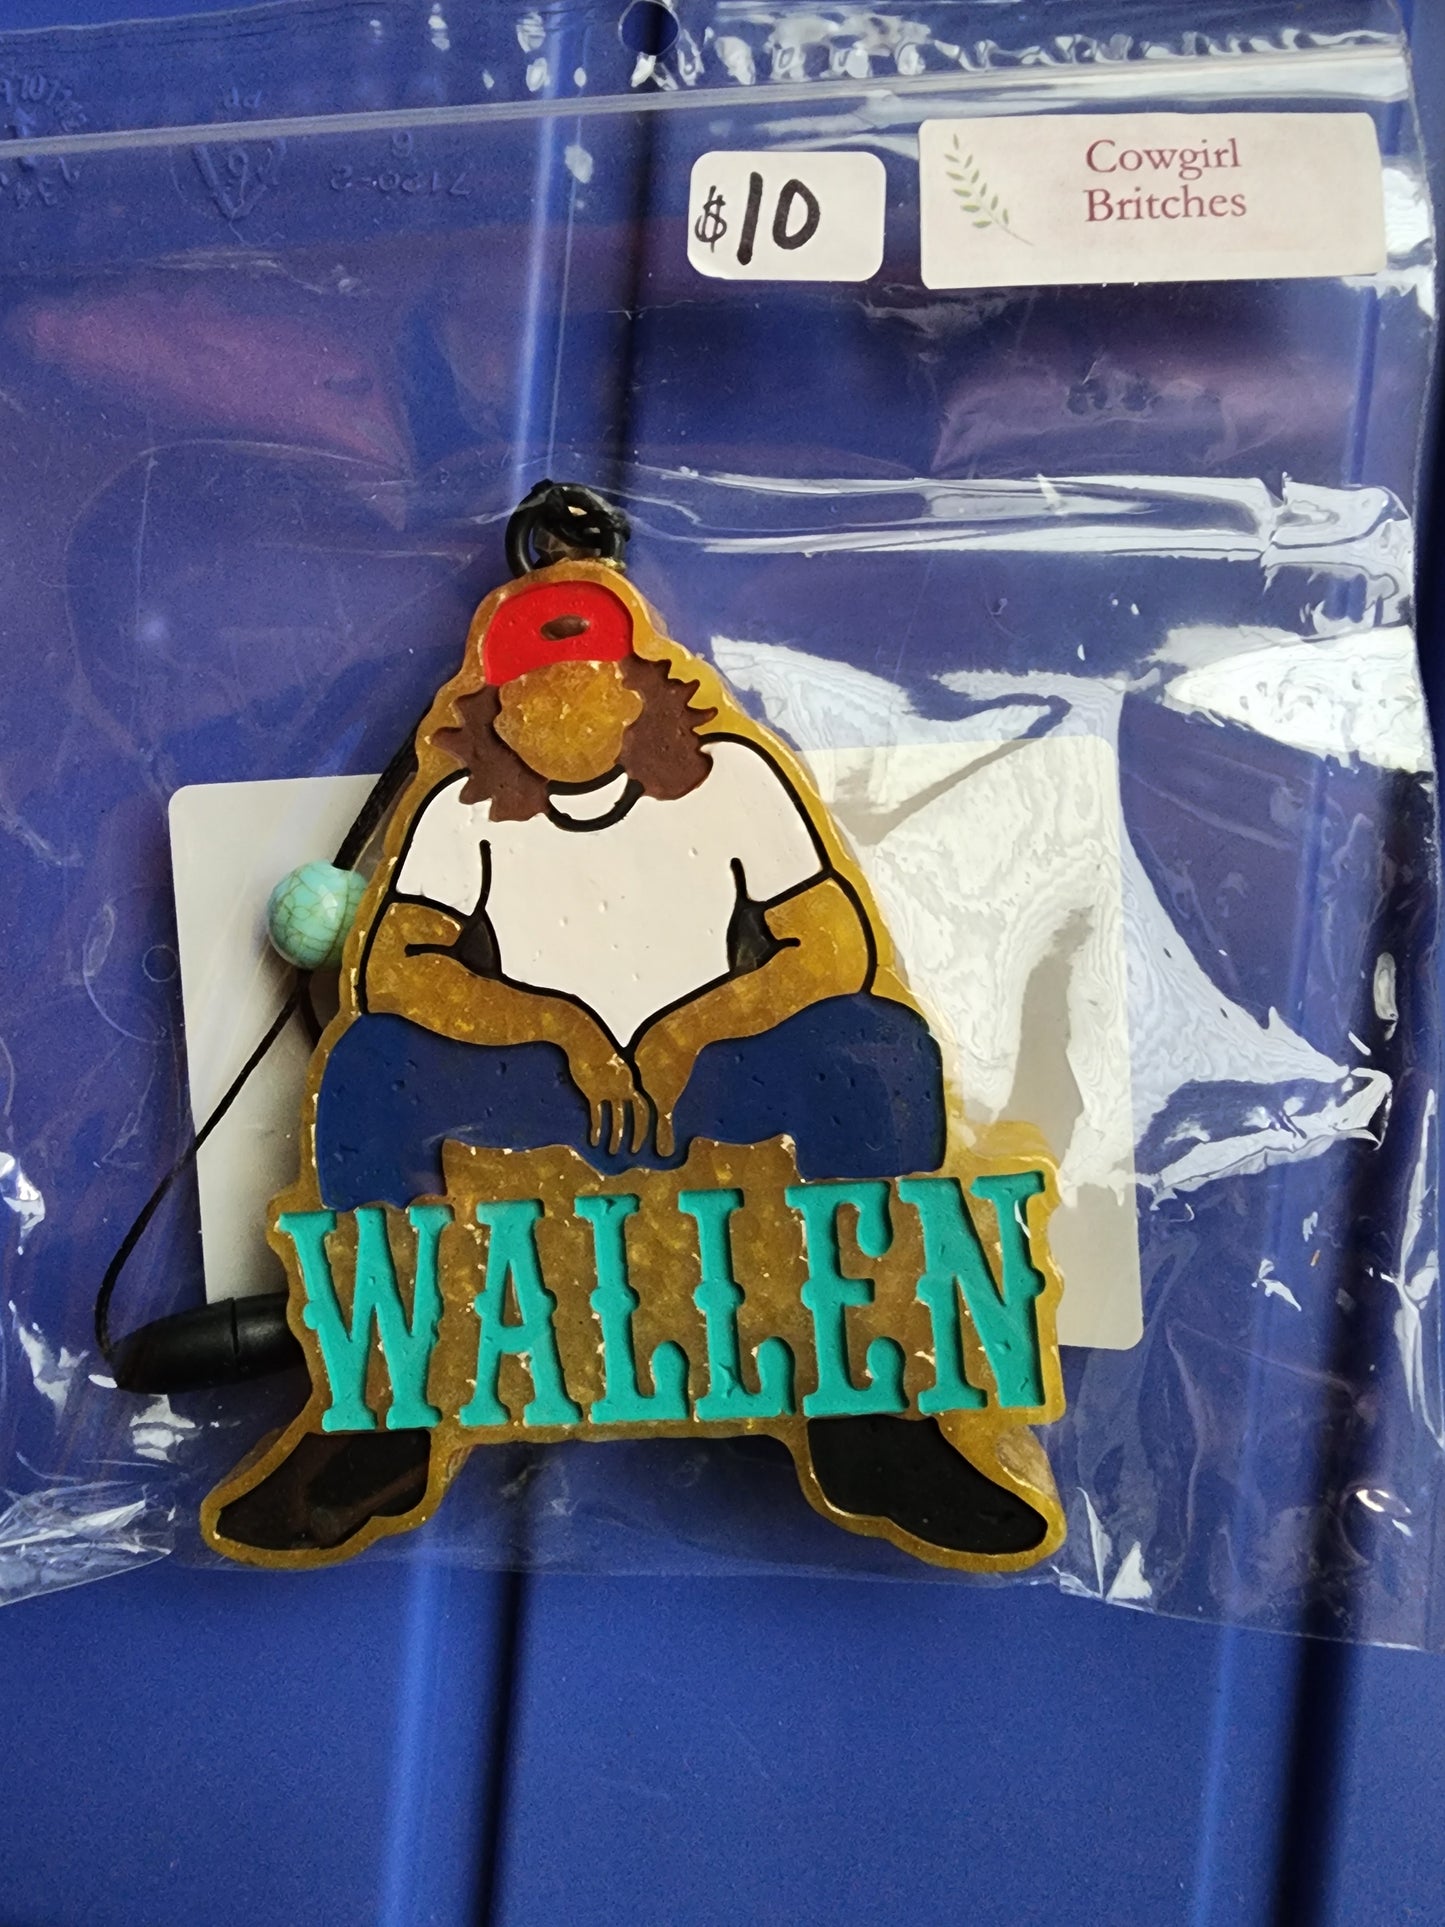 $10
Cowgirl
Britches
WALLEN